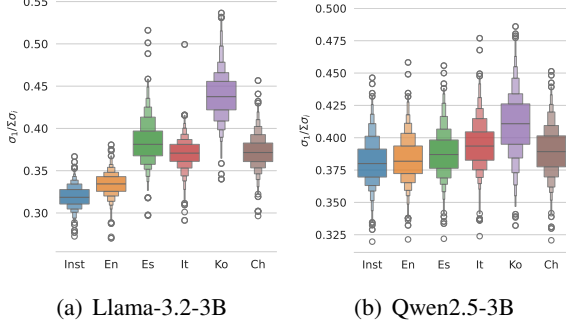 0.55
0.50
0.45
0.40
0.35
0.30
σ₁/Σσᵢ
Inst En Es It Ko Ch
(a) Llama-3.2-3B
0.500
0.475
0.450
0.425
0.400
0.375
0.350
0.325
σ₁/Σσᵢ
Inst En Es It Ko Ch
(b) Qwen2.5-3B